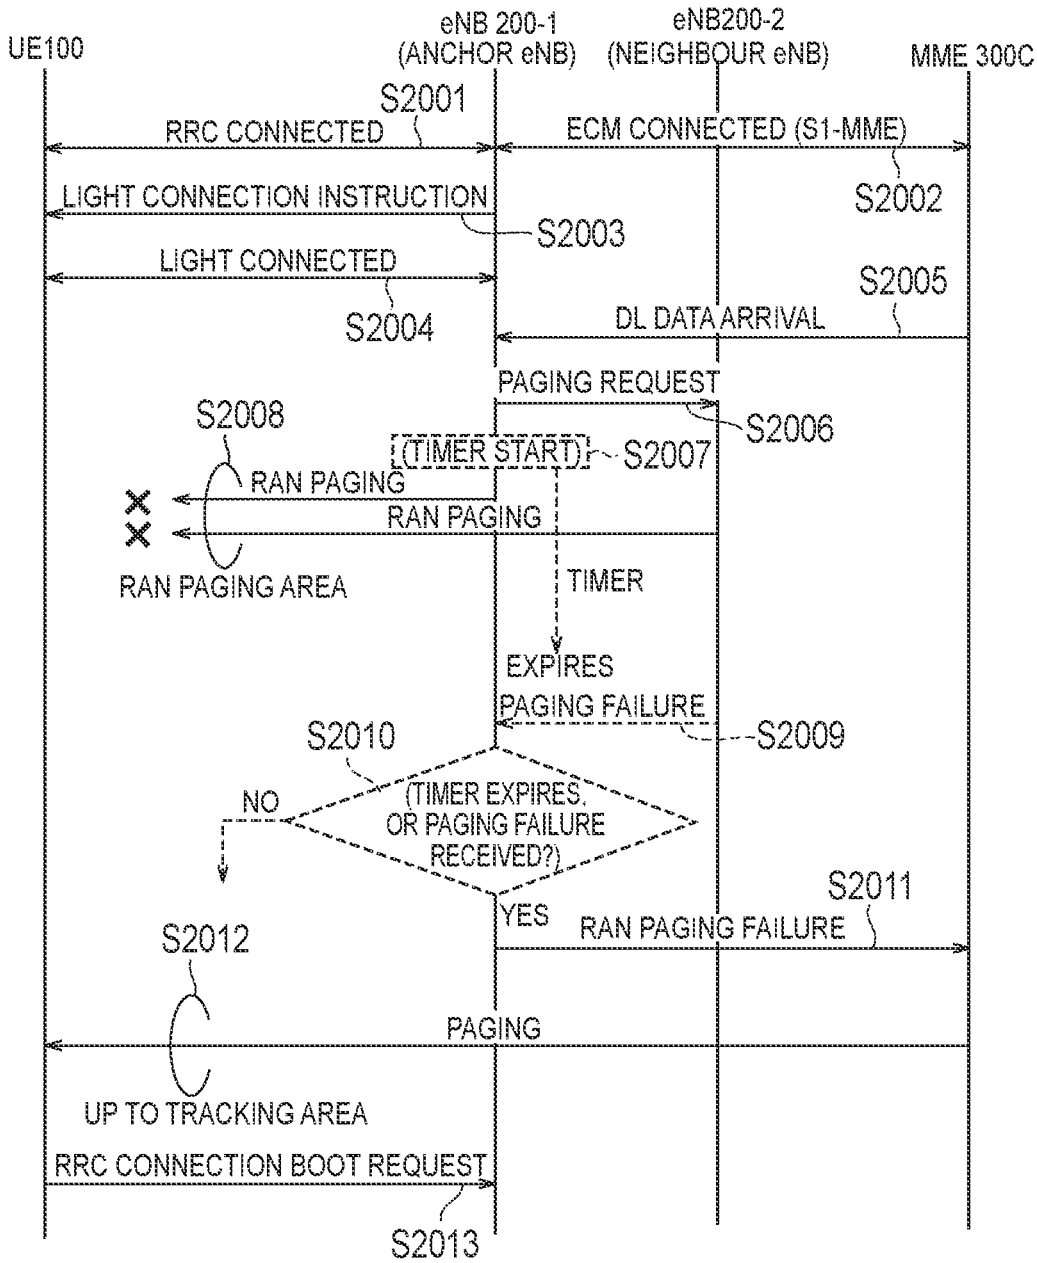 UE100
eNB 200-1
(ANCHOR eNB)
eNB200-2
(NEIGHBOUR eNB)
MME 300C
S2001
RRC CONNECTED
ECM CONNECTED (S1-MME)
S2002
LIGHT CONNECTION INSTRUCTION
S2003
LIGHT CONNECTED
S2004
S2005
DL DATA ARRIVAL
PAGING REQUEST
S2006
S2008
(TIMER START)
S2007
RAN PAGING
RAN PAGING
RAN PAGING AREA
TIMER
EXPIRES
PAGING FAILURE
S2009
S2010
(TIMER EXPIRES,
OR PAGING FAILURE
RECEIVED?)
NO
YES
S2011
RAN PAGING FAILURE
S2012
PAGING
UP TO TRACKING AREA
RRC CONNECTION BOOT REQUEST
S2013